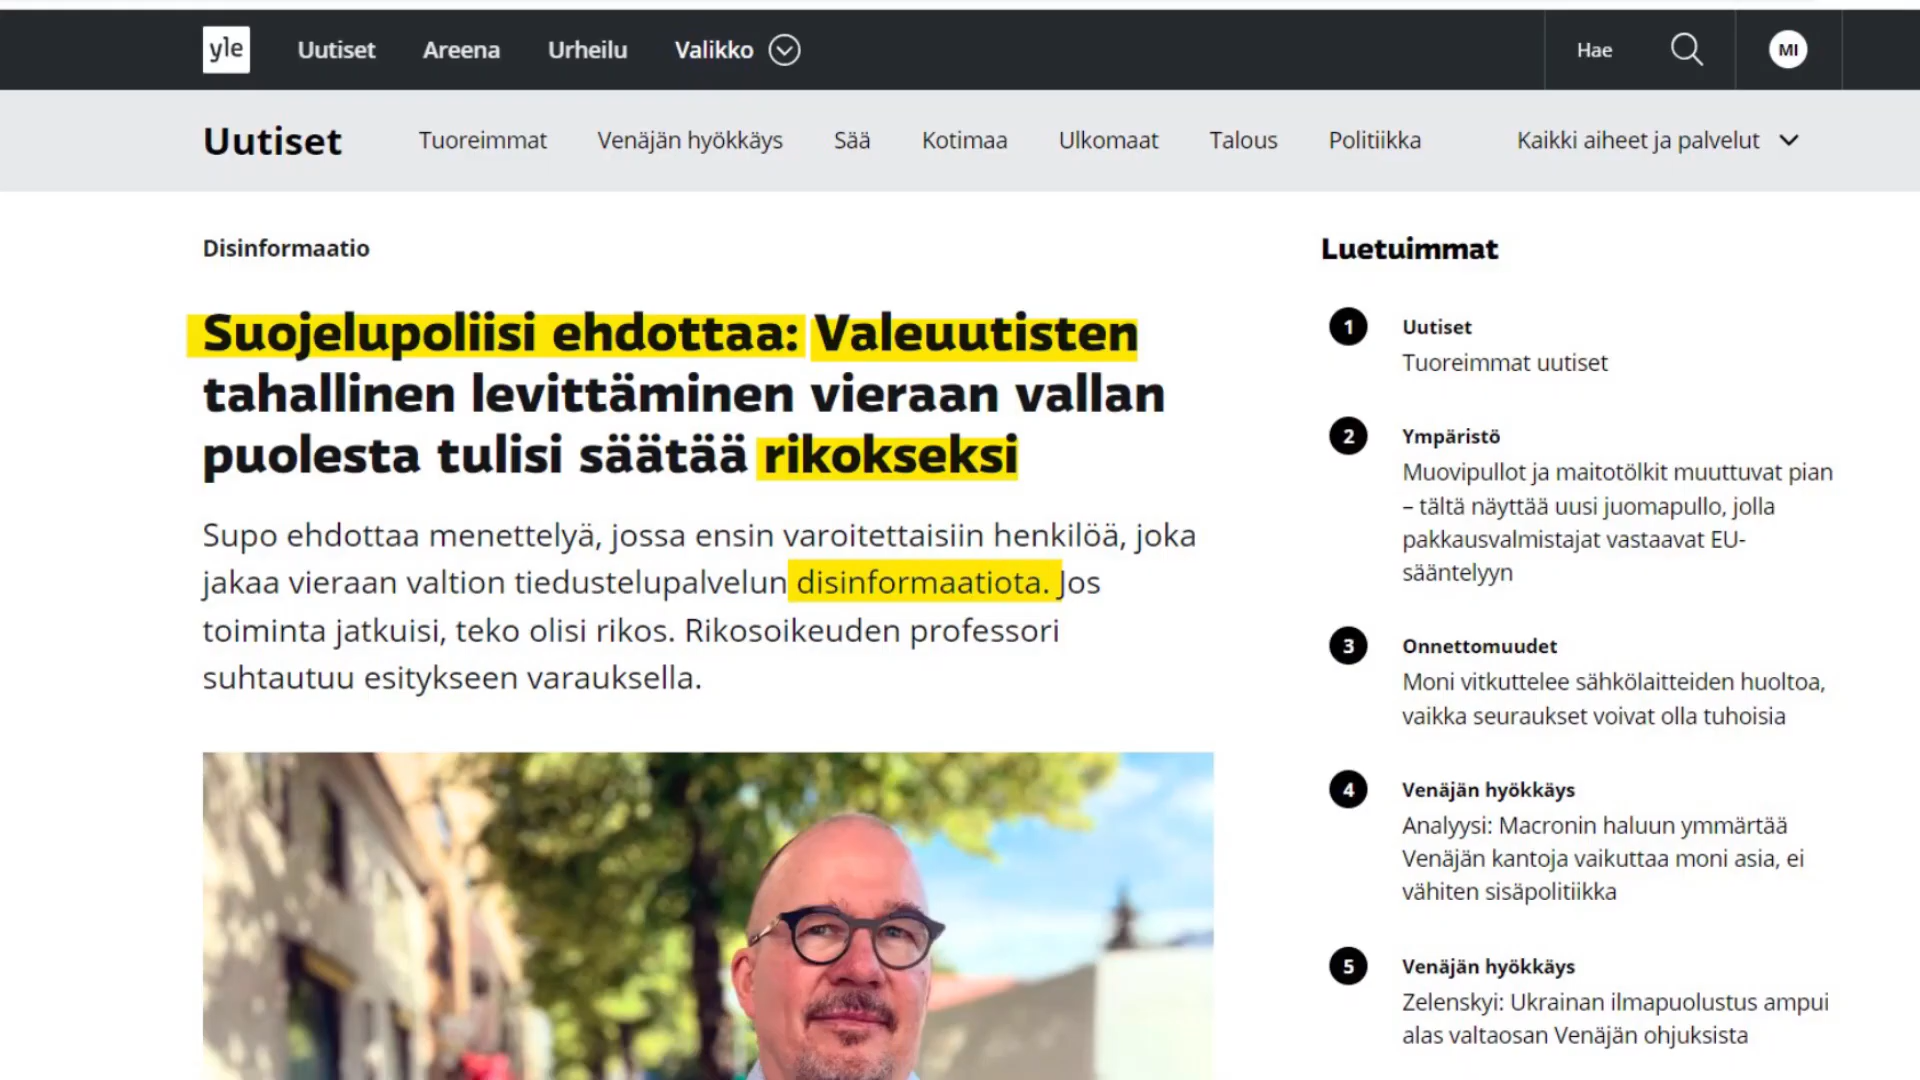 yle Uutiset Areena Urheilu Valikko Hae MI
Uutiset Tuoreimmat Venäjän hyökkäys Sää Kotimaa Ulkomaat Talous Politiikka Kaikki aiheet ja palvelut
Disinformaatio
Suojelupoliisi ehdottaa: Valeuutisten
tahallinen levittäminen vieraan vallan
puolesta tulisi säätää rikokseksi
Supo ehdottaa menettelyä, jossa ensin varoitettaisiin henkilöä, joka
jakaa vieraan valtion tiedustelupalvelun disinformaatiota. Jos
toiminta jatkuisi, teko olisi rikos. Rikosoikeuden professori
suhtautuu esitykseen varauksella.
Luetuimmat
1 Uutiset
Tuoreimmat uutiset
2 Ympäristö
Muovipullot ja maitotölkit muuttuvat pian
– tältä näyttää uusi juomapullo, jolla
pakkausvalmistajat vastaavat EU-
sääntelyyn
3 Onnettomuudet
Moni vitkuttelee sähkölaitteiden huoltoa,
vaikka seuraukset voivat olla tuhoisia
4 Venäjän hyökkäys
Analyysi: Macronin haluun ymmärtää
Venäjän kantoja vaikuttaa moni asia, ei
vähiten sisäpolitiikka
5 Venäjän hyökkäys
Zelenskyi: Ukrainan ilmapuolustus ampui
alas valtaosan Venäjän ohjuksista